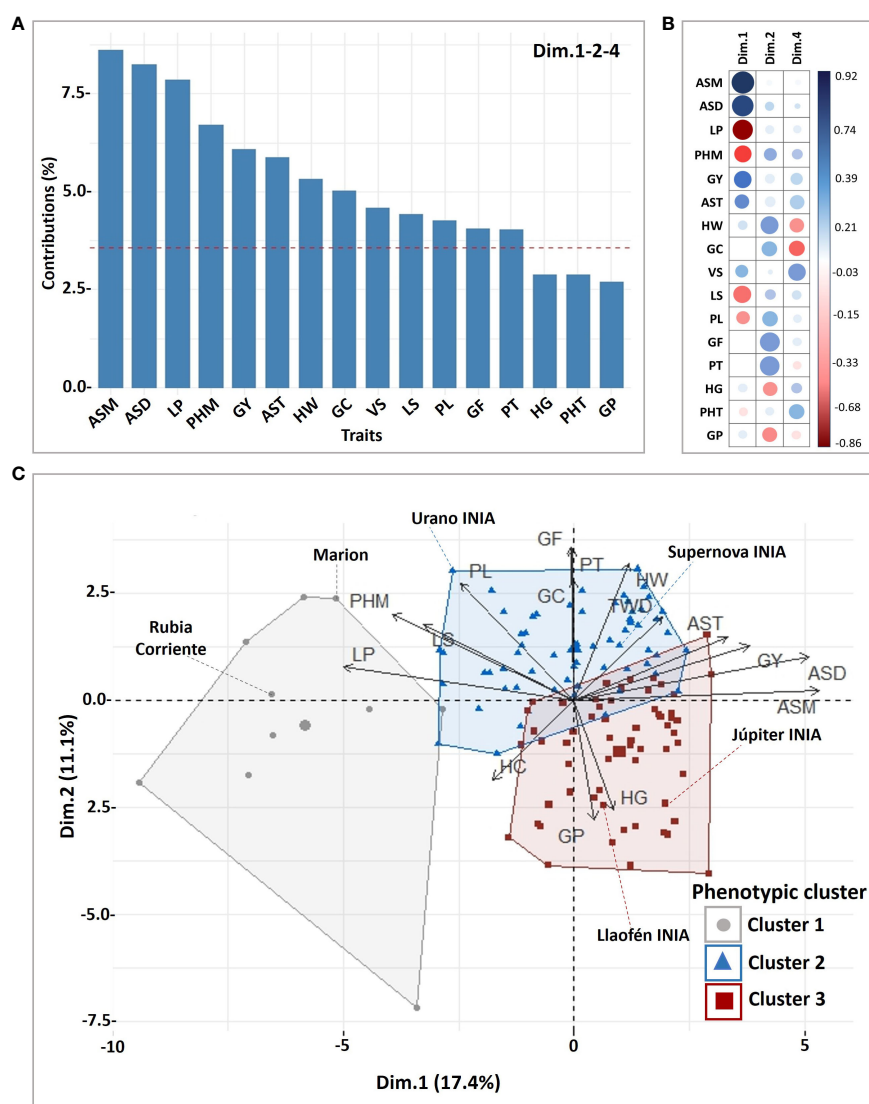 A
Dim.1-2-4
Contributions (%)
7.5-
5.0-
2.5-
0.0-
ASM ASD LP PHM GY AST HW GC VS LS PL GF PT HG PHT GP
Traits
B
Dim.1 Dim.2 Dim.4
ASM
ASD
LP
PHM
GY
AST
HW
GC
VS
LS
PL
GF
PT
HG
PHT
GP
0.92
0.74
0.39
0.21
-0.03
-0.15
-0.33
-0.68
-0.86
C
Urano INIA
Marion
Rubia Corriente
Supernova INIA
Júpiter INIA
Llaofén INIA
GF
PT
PL
HW
GC
TWD
PHM
LS
LP
AST
GY
ASD
ASM
HC
HG
GP
Dim.2 (11.1%)
2.5-
0.0-
2.5-
-5.0-
-7.5-
-10 -5 0 5
Dim.1 (17.4%)
Phenotypic cluster
Cluster 1
Cluster 2
Cluster 3